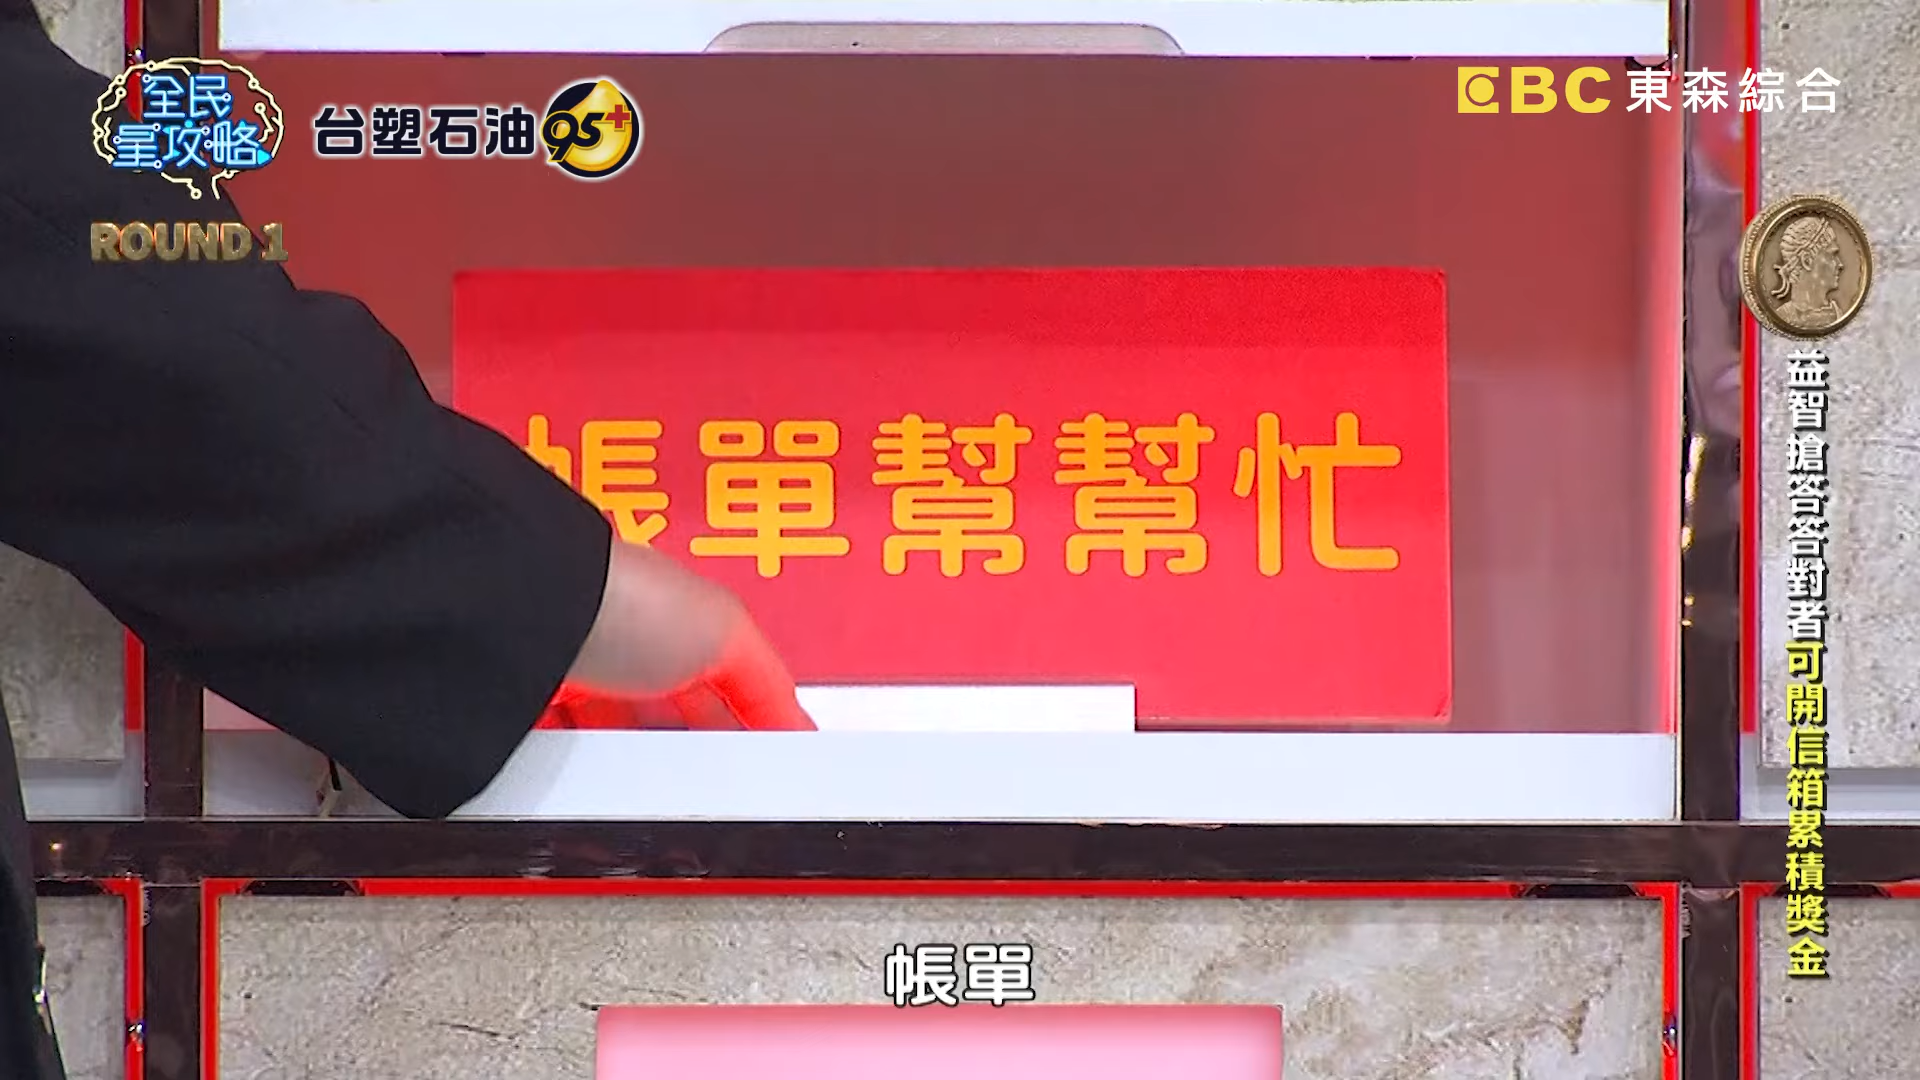 全民
星攻略
台塑石油 95+
EBC 東森綜合
ROUND 1
帳單幫幫忙
益智搶答答對者可開信箱累積獎金
帳單